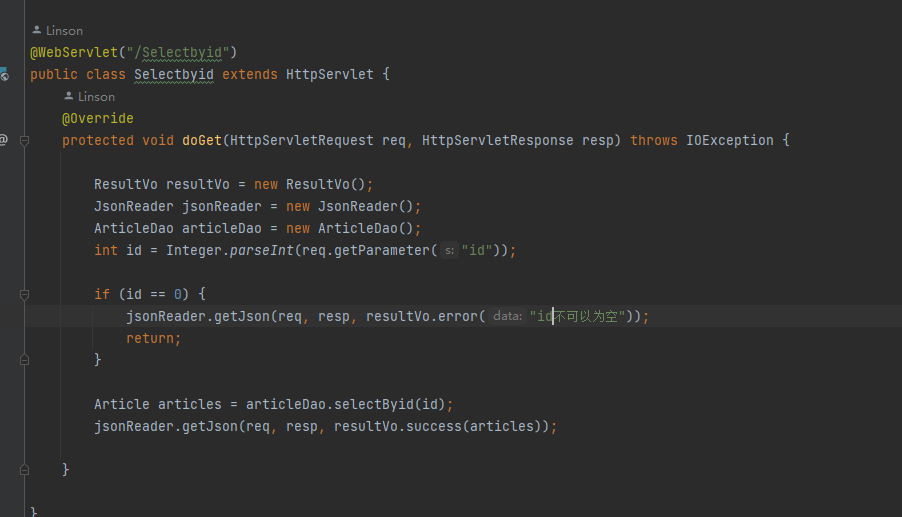 Linson
@WebServlet("/Selectbyid")
public class Selectbyid extends HttpServlet {
Linson
@Override
protected void doGet(HttpServletRequest req, HttpServletResponse resp) throws IOException {
ResultVo resultVo = new ResultVo();
JsonReader jsonReader = new JsonReader();
ArticleDao articleDao = new ArticleDao();
int id = Integer.parseInt(req.getParameter( s: "id"));
if (id == 0) {
jsonReader.getJson(req, resp, resultVo.error( data: "id不可以为空"));
return;
}
Article articles = articleDao.selectByid(id);
jsonReader.getJson(req, resp, resultVo.success(articles));
}
}